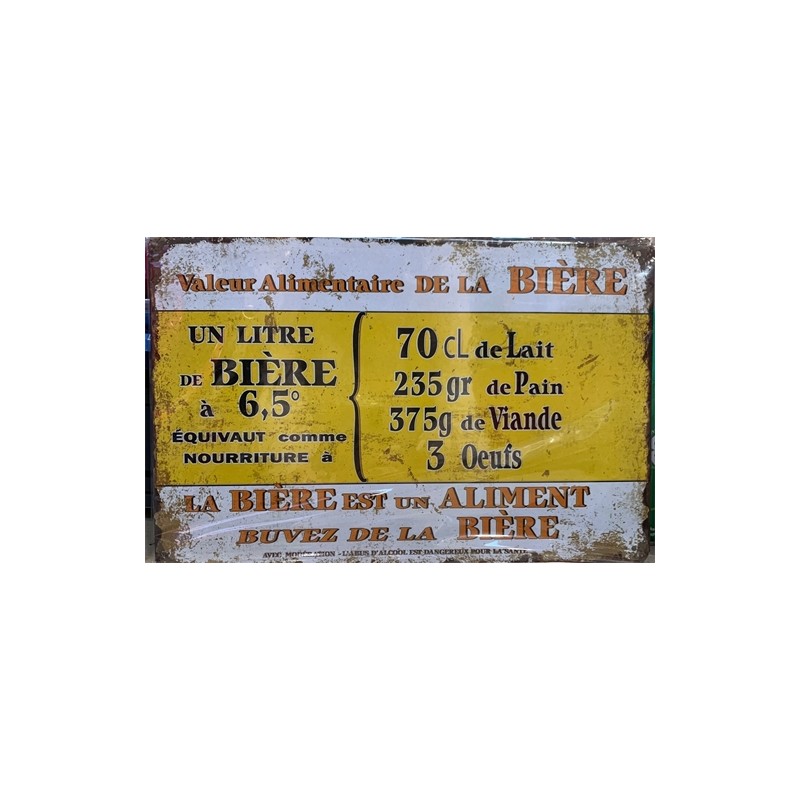 Valeur Alimentaire DE LA BIÈRE
UN LITRE
DE BIÈRE
à 6,5°
ÉQUIVAUT comme
NOURRITURE à
70 cL de Lait
235gr de Pain
375g de Viande
3 Oeufs
LA BIÈRE EST UN ALIMENT
BUVEZ DE LA BIÈRE
AVEC MODÉRATION - L'ABUS D'ALCOOL EST DANGEREUX POUR LA SANTÉ